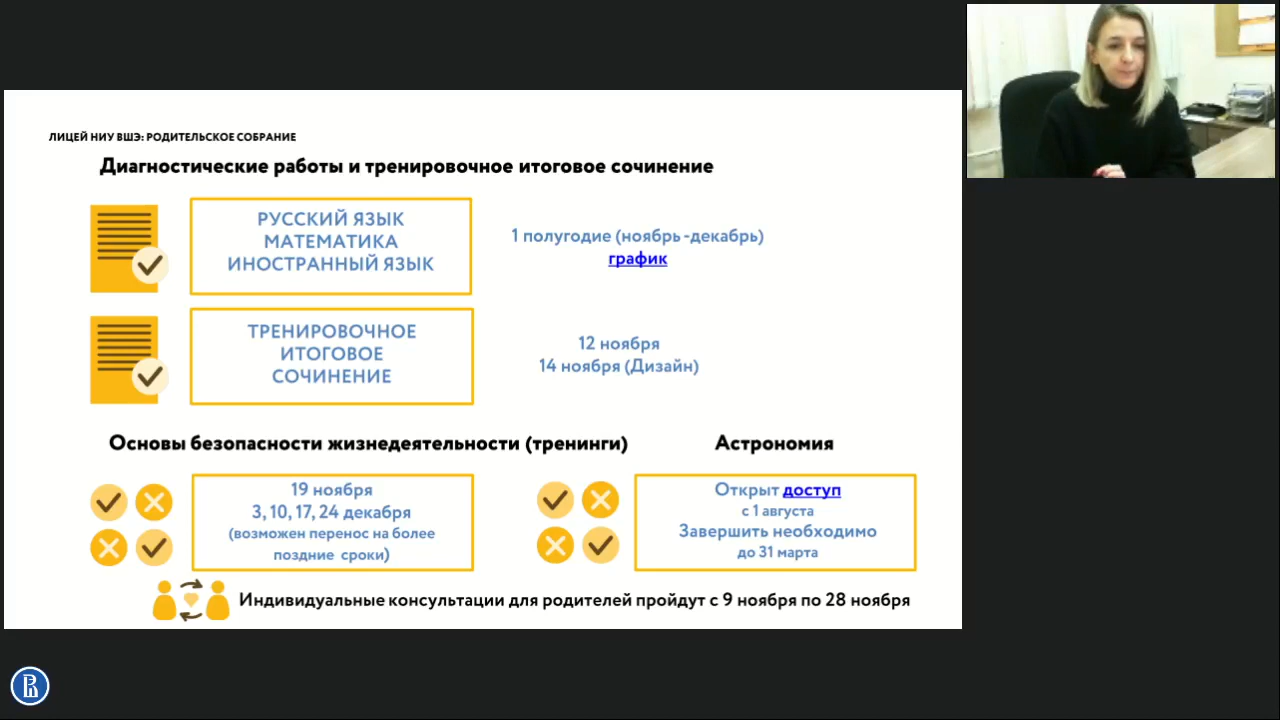 ЛИЦЕЙ НИУ ВШЭ: РОДИТЕЛЬСКОЕ СОБРАНИЕ
Диагностические работы и тренировочное итоговое сочинение
РУССКИЙ ЯЗЫК
МАТЕМАТИКА
ИНОСТРАННЫЙ ЯЗЫК
1 полугодие (ноябрь -декабрь)
график
ТРЕНИРОВОЧНОЕ
ИТОГОВОЕ
СОЧИНЕНИЕ
12 ноября
14 ноября (Дизайн)
Основы безопасности жизнедеятельности (тренинги)
19 ноября
3, 10, 17, 24 декабря
(возможен перенос на более
поздние сроки)
Астрономия
Открыт доступ
с 1 августа
Завершить необходимо
до 31 марта
Индивидуальные консультации для родителей пройдут с 9 ноября по 28 ноября